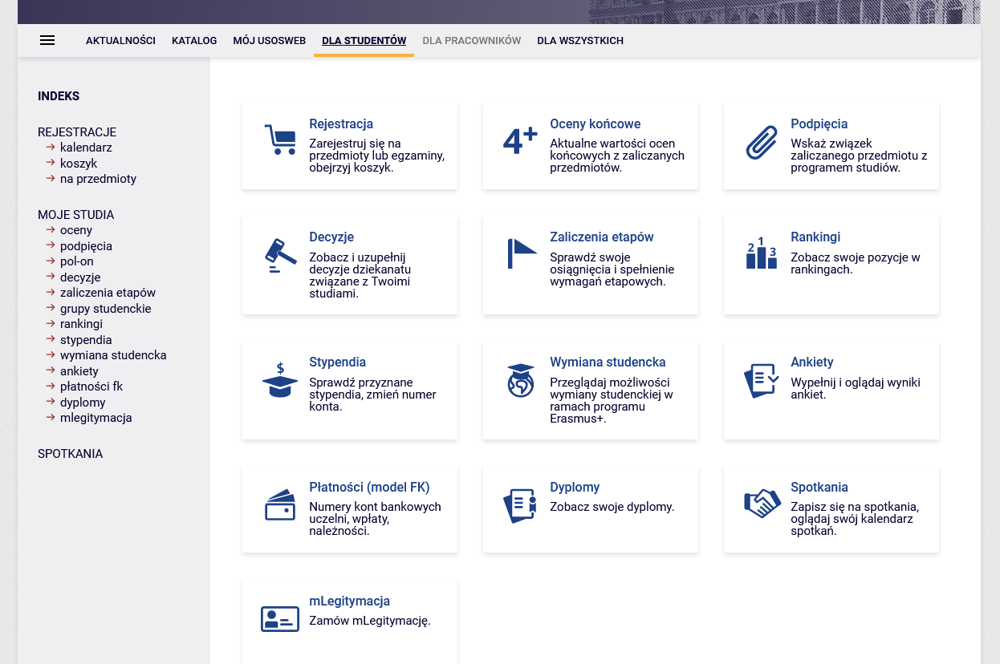 AKTUALNOŚCI KATALOG MÓJ USOSWEB DLA STUDENTÓW DLA PRACOWNIKÓW DLA WSZYSTKICH
INDEKS
REJESTRACJE
kalendarz
koszyk
na przedmioty
MOJE STUDIA
oceny
podpięcia
pol-on
decyzje
zaliczenia etapów
grupy studenckie
rankingi
stypendia
wymiana studencka
ankiety
płatności fk
dyplomy
mlegitymacja
SPOTKANIA
Rejestracja
Zarejestruj się na
przedmioty lub egzaminy,
obejrzyj koszyk.
4+
Oceny końcowe
Aktualne wartości ocen
końcowych z zaliczanych
przedmiotów.
Podpięcia
Wskaż związek
zaliczanego przedmiotu z
programem studiów.
Decyzje
Zobacz i uzupełnij
decyzje dziekanatu
związane z Twoimi
studiami.
Zaliczenia etapów
Sprawdź swoje
osiągnięcia i spełnienie
wymagań etapowych.
2 1 3
Rankingi
Zobacz swoje pozycje w
rankingach.
$
Stypendia
Sprawdź przyznane
stypendia, zmień numer
konta.
Wymiana studencka
Przeglądaj możliwości
wymiany studenckiej w
ramach programu
Erasmus+.
Ankiety
Wypełnij i oglądaj wyniki
ankiet.
Płatności (model FK)
Numery kont bankowych
uczelni, wpłaty,
należności.
Dyplomy
Zobacz swoje dyplomy.
Spotkania
Zapisz się na spotkania,
oglądaj swój kalendarz
spotkań.
mLegitymacja
Zamów mLegitymację.